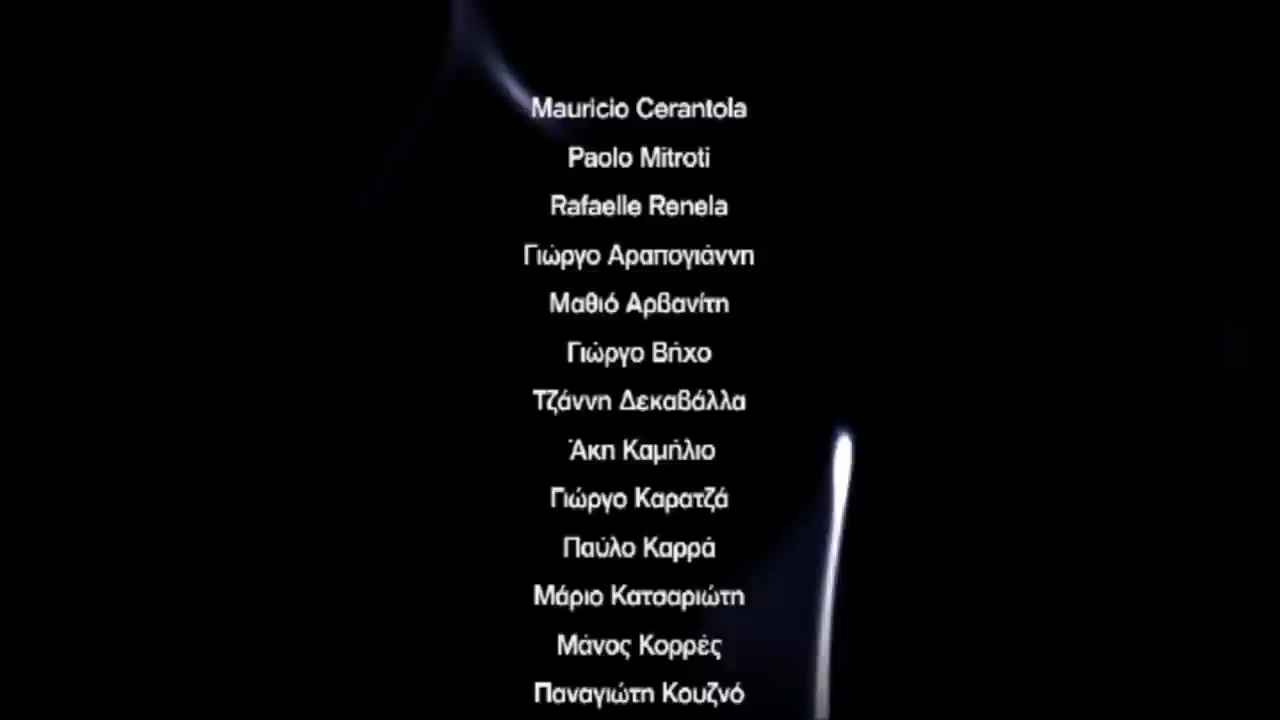 Mauricio Cerantola
Paolo Mitroti
Rafaelle Renela
Γιώργο Αραπογιάννη
Μαθιό Αρβανίτη
Γιώργο Βήχο
Τζάννη Δεκαβάλλα
Άκη Καμήλιο
Γιώργο Καρατζά
Παύλο Καρρά
Μάριο Κατσαριώτη
Μάνος Κορρές
Παναγιώτη Κουζνό